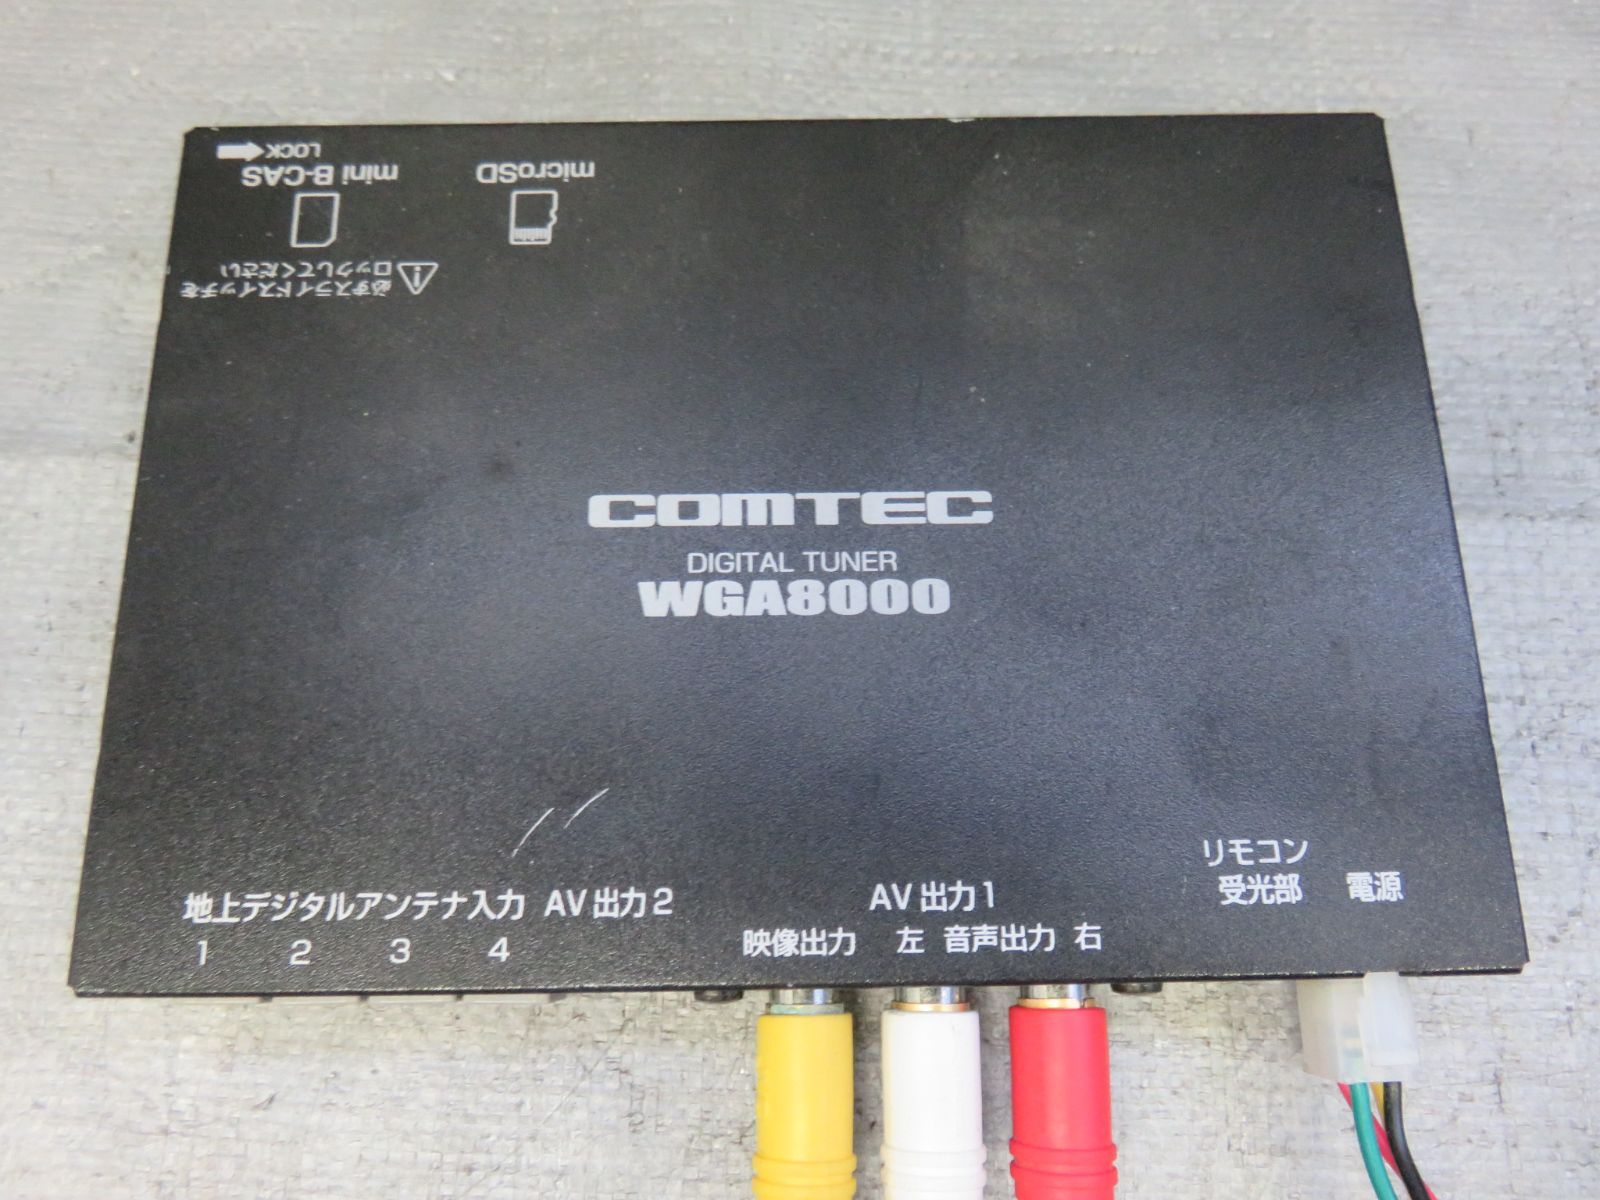 LOCK
mini B-CAS
microSD
必ずスライドスイッチを
ロックしてください
COMTEC
DIGITAL TUNER
WGA8000
地上デジタルアンテナ入力 AV出力2
1 2 3 4
AV出力1
映像出力 左 音声出力 右
リモコン
受光部
電源